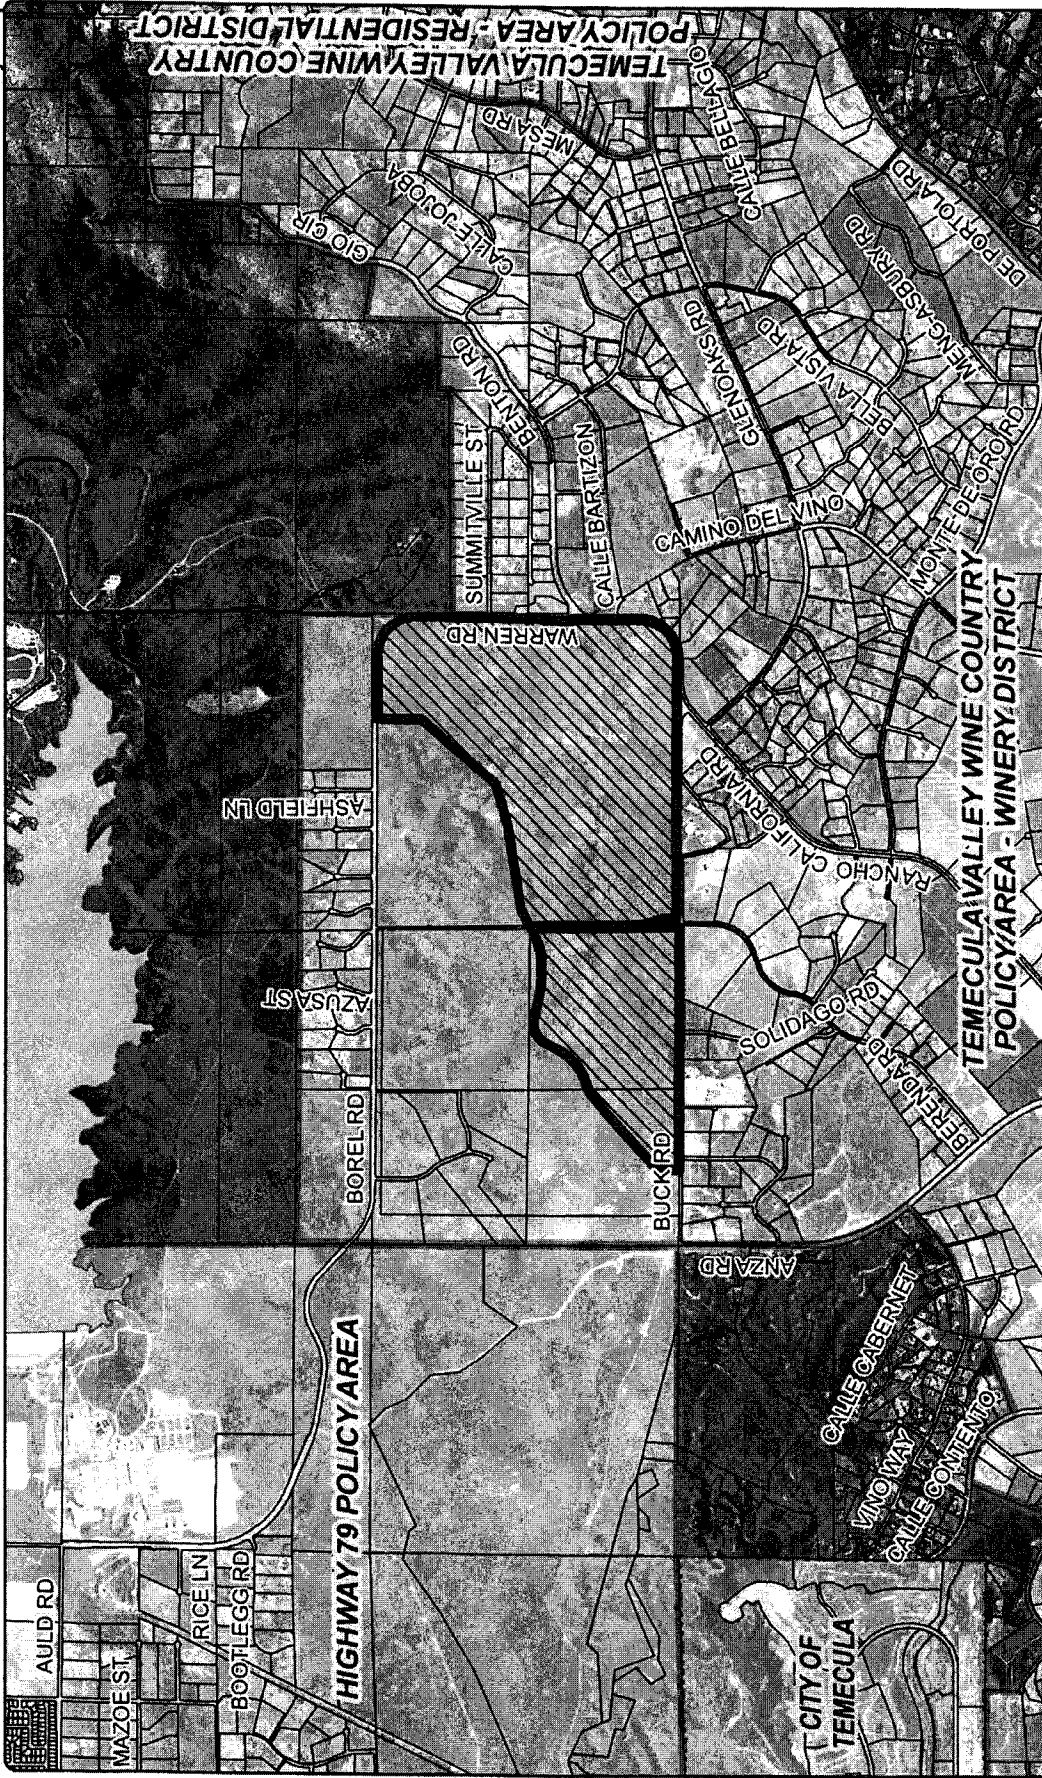 TEMECULA VALLEY WINE COUNTRY
POLICY AREA - RESIDENTIAL DISTRICT
AULD RD
MAZOE ST
RICE LN
BOOTLEGG RD
HIGHWAY 79 POLICY AREA
BOREL RD
AZUSA ST
ASHFIELD LN
WARREN RD
SUMMITVILLE ST
BENTON RD
GIO CIR
CALLE JOJOBA
MESA RD
CALLE BARTIZON
CAMINO DEL VINO
GLENOAKS RD
BELLA VISTA RD
CALLE BELLAGIO
MENGASBURY RD
DE PORTOLA RD
MONTE DE ORO RD
RANCHO CALIFORNIA RD
BUCK RD
ANZA RD
SOLIDAGO RD
BERENDA RD
CALLE CABERNET
VINO WAY
CALLE CONTENTO
CITY OF
TEMECULA
TEMECULA VALLEY WINE COUNTRY
POLICY AREA - WINERY DISTRICT